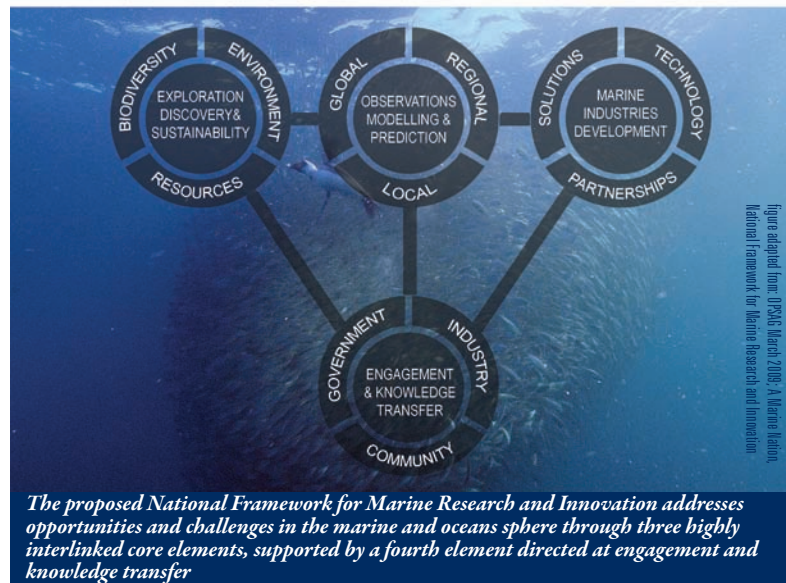 BIODIVERSITY
ENVIRONMENT
RESOURCES
EXPLORATION
DISCOVERY&
SUSTAINABILITY
GLOBAL
REGIONAL
LOCAL
OBSERVATIONS
MODELLING &
PREDICTION
SOLUTIONS
TECHNOLOGY
PARTNERSHIPS
MARINE
INDUSTRIES
DEVELOPMENT
GOVERNMENT
INDUSTRY
COMMUNITY
ENGAGEMENT
& KNOWLEDGE
TRANSFER
figure adapted from: OPSAG March 2009; A Marine Nation,
National Framework for Marine Research and Innovation
The proposed National Framework for Marine Research and Innovation addresses
opportunities and challenges in the marine and oceans sphere through three highly
interlinked core elements, supported by a fourth element directed at engagement and
knowledge transfer